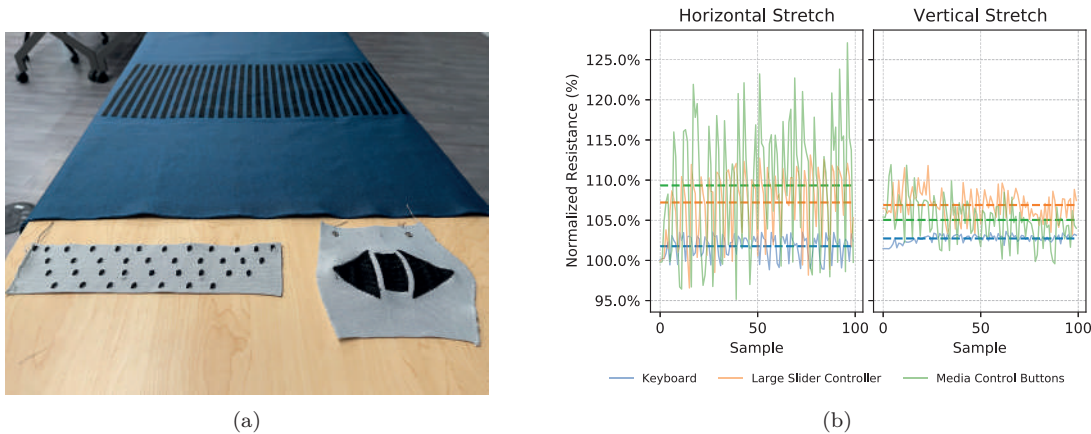 Horizontal Stretch
Vertical Stretch
Normalized Resistance (%)
125.0%
120.0%
115.0%
110.0%
105.0%
100.0%
95.0%
0
50
100
0
50
100
Sample
Sample
Keyboard
Large Slider Controller
Media Control Buttons
(a)
(b)